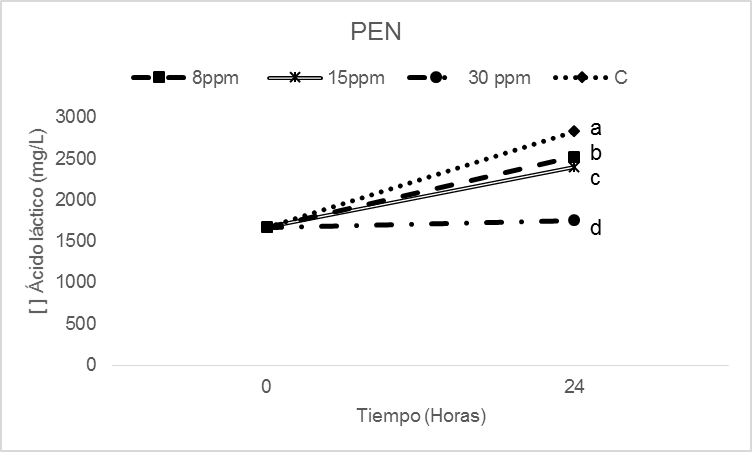 PEN
8ppm 15ppm 30 ppm C
[ ] Ácido láctico (mg/L)
3000
2500
2000
1500
1000
500
0
a
b
c
d
0 24
Tiempo (Horas)